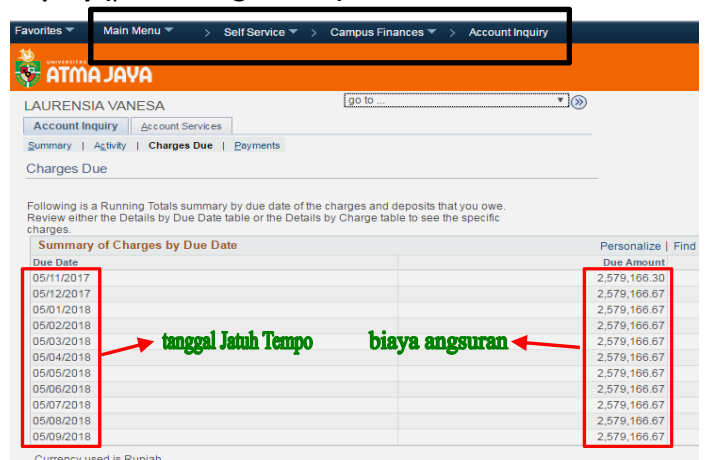 Favorites Main Menu > Self Service > Campus Finances > Account Inquiry
UNIVERSITAS
ATMA JAYA
LAURENSIA VANESA go to ...
Account Inquiry Account Services
Summary | Activity | Charges Due | Payments
Charges Due
Following is a Running Totals summary by due date of the charges and deposits that you owe.
Review either the Details by Due Date table or the Details by Charge table to see the specific
charges.
Summary of Charges by Due Date Personalize | Find
Due Date Due Amount
05/11/2017 2,579,166.30
05/12/2017 2,579,166.67
05/01/2018 2,579,166.67
05/02/2018 2,579,166.67
05/03/2018 2,579,166.67
tanggal Jatuh Tempo biaya angsuran
05/04/2018 2,579,166.67
05/05/2018 2,579,166.67
05/06/2018 2,579,166.67
05/07/2018 2,579,166.67
05/08/2018 2,579,166.67
05/09/2018 2,579,166.67
Currency used is Rupiah